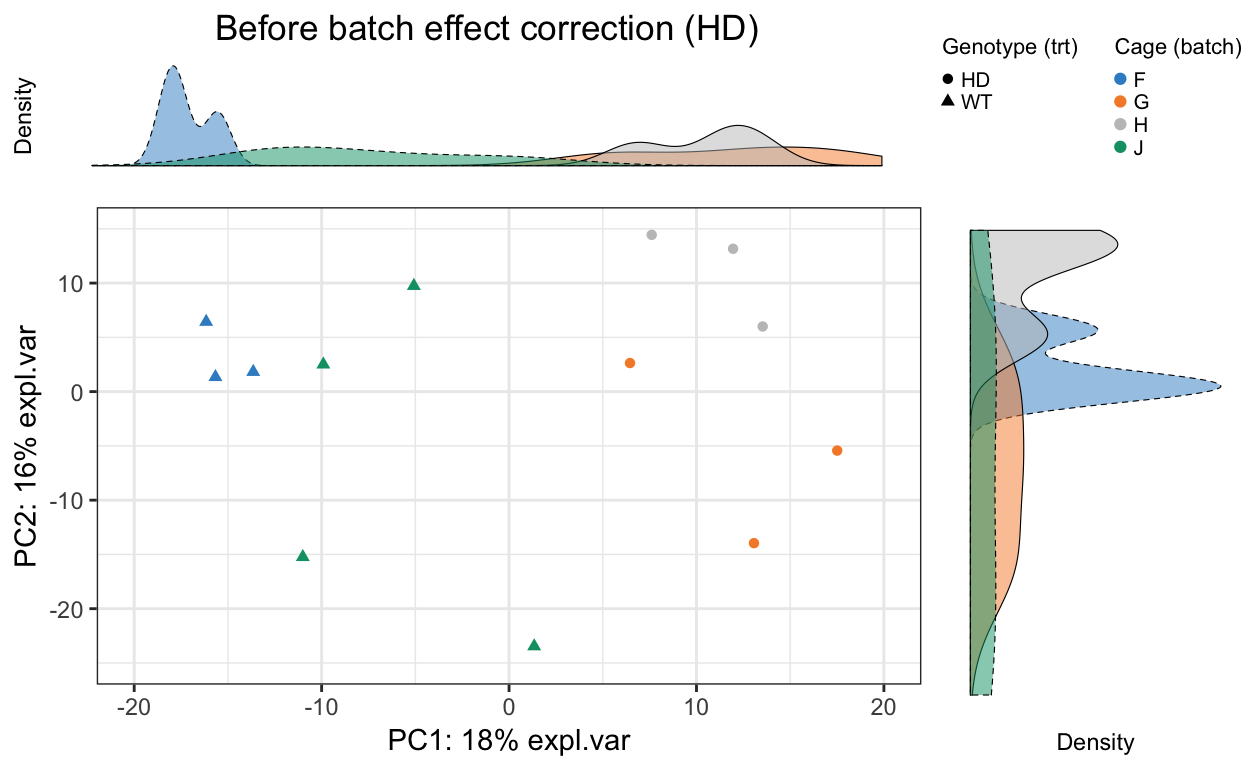 Before batch effect correction (HD)
Density
Genotype (trt)
HD
WT
Cage (batch)
F
G
H
J
10
0
-10
-20
PC2: 16% expl.var
-20
-10
0
10
20
PC1: 18% expl.var
Density